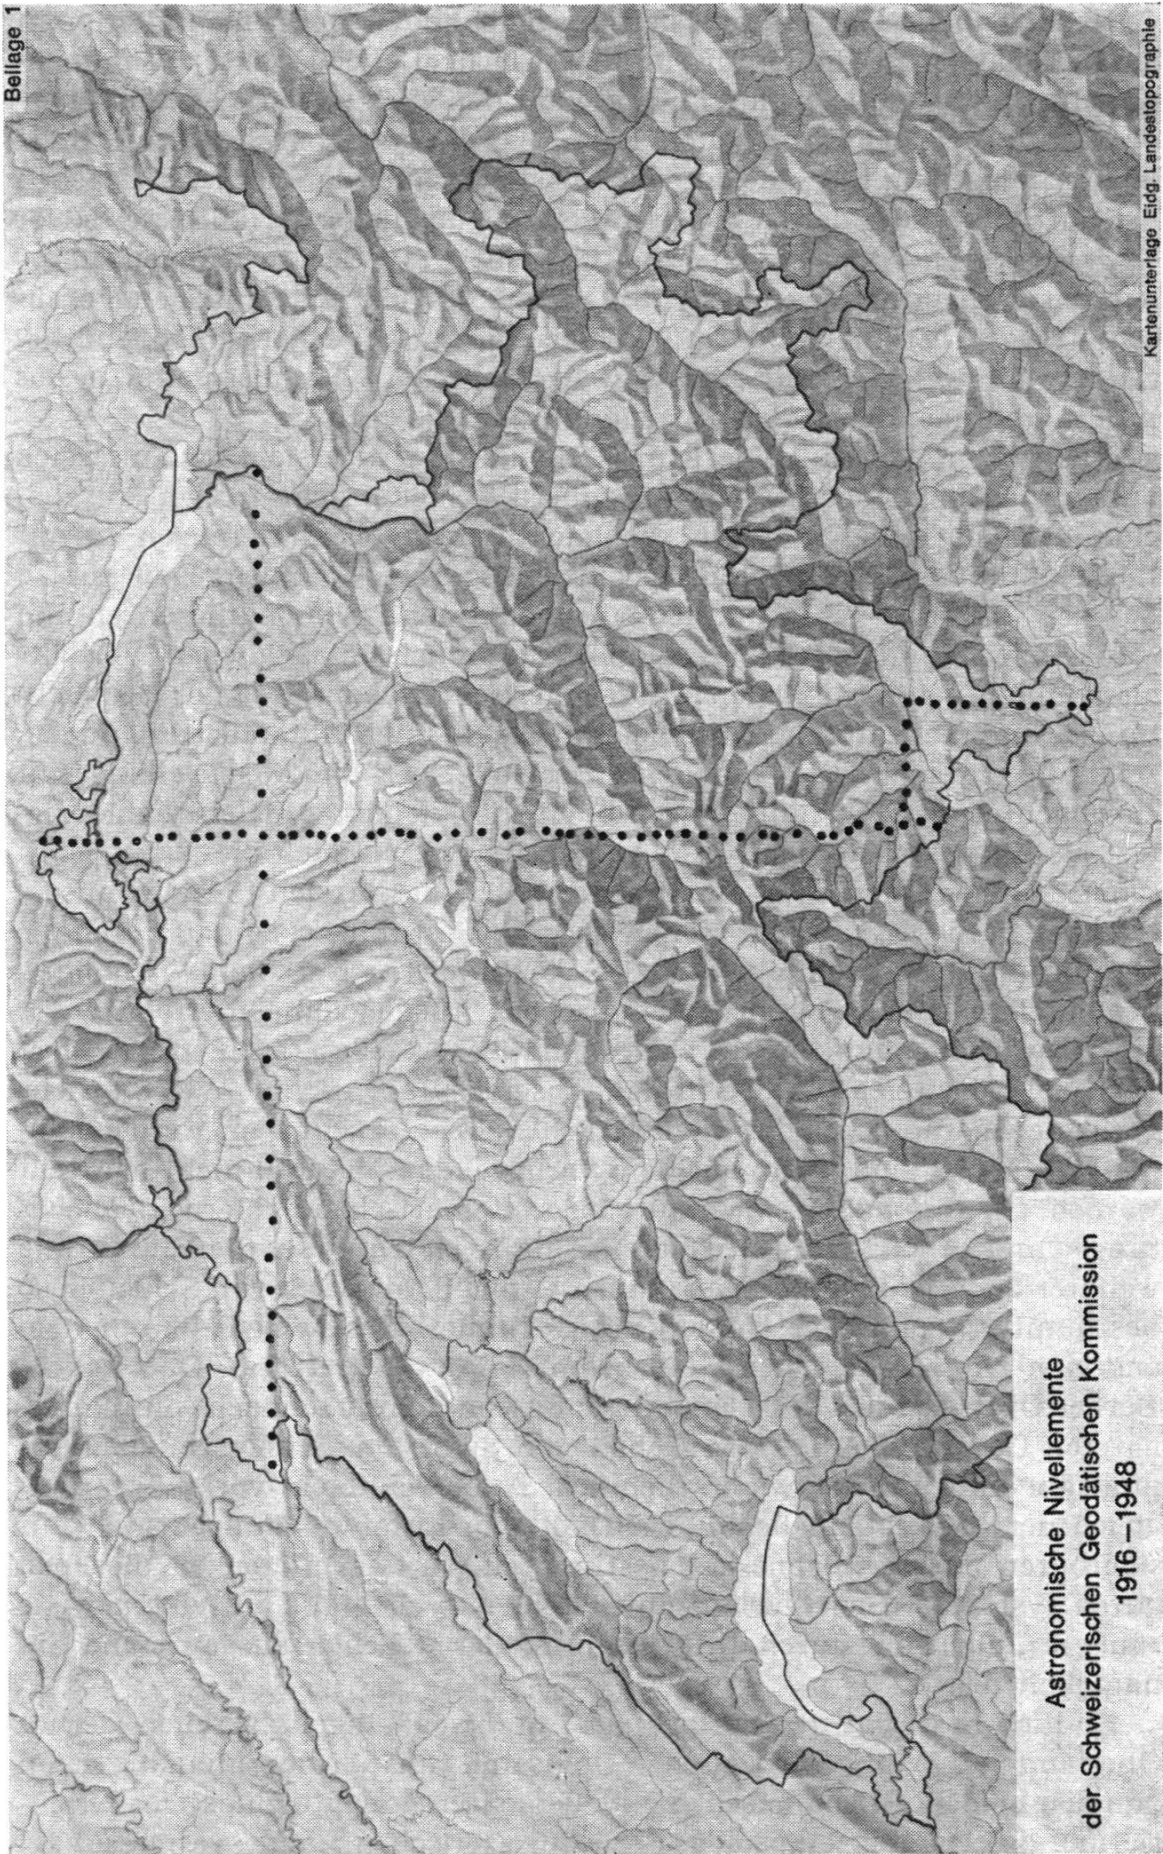 Beilage 1
Astronomische Nivellemente
der Schweizerischen Geodätischen Kommission
1916–1948
Kartenunterlage Eidg. Landestopographie